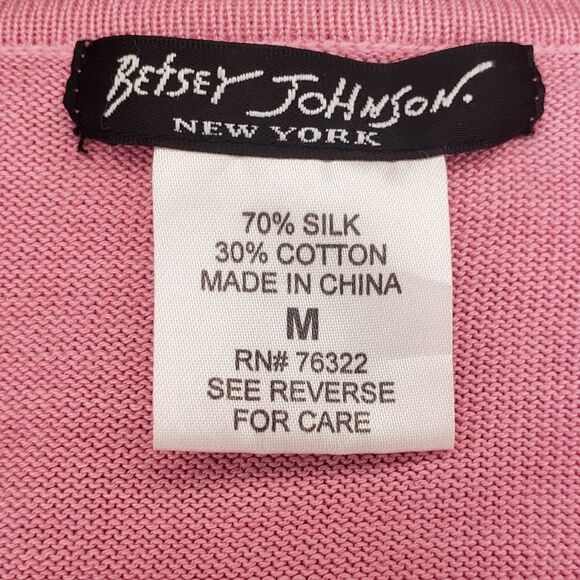 BETSEY JOHNSON.
NEW YORK
70% SILK
30% COTTON
MADE IN CHINA
M
RN# 76322
SEE REVERSE
FOR CARE